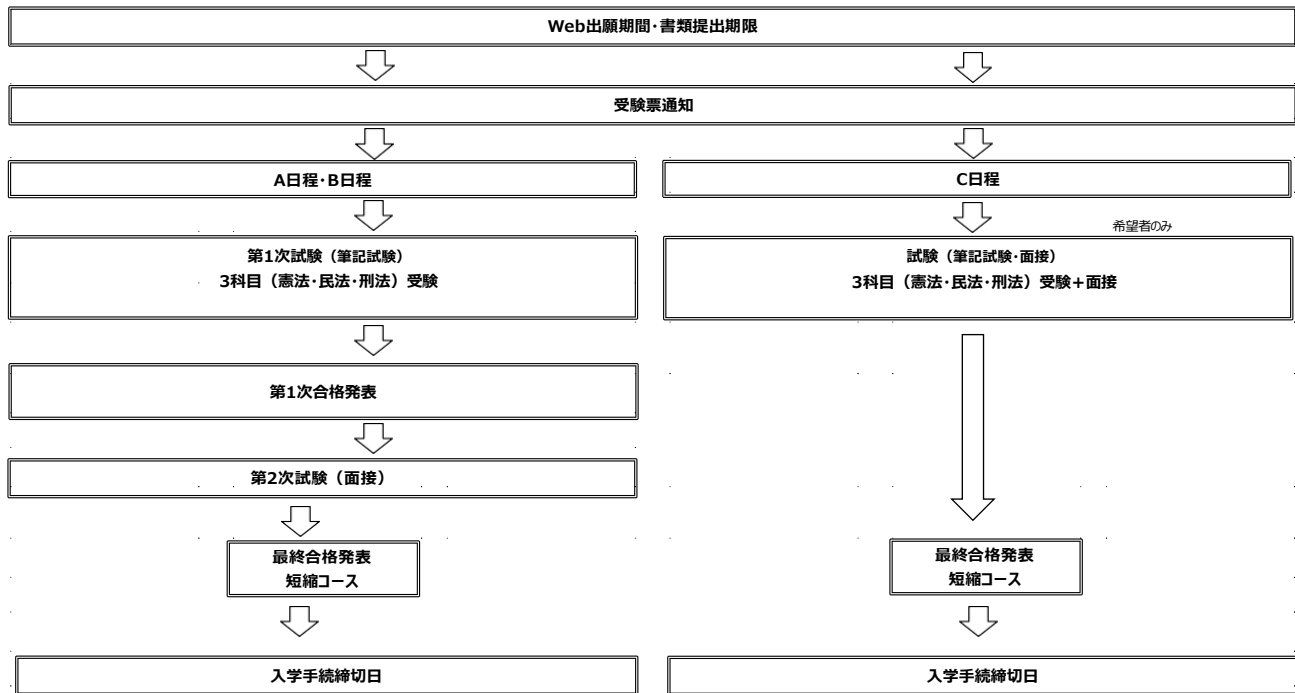 Web出願期間・書類提出期限
受験票通知
A日程・B日程
第1次試験（筆記試験）
3科目（憲法・民法・刑法）受験
第1次合格発表
第2次試験（面接）
最終合格発表
短縮コース
入学手続締切日
C日程
希望者のみ
試験（筆記試験・面接）
3科目（憲法・民法・刑法）受験＋面接
最終合格発表
短縮コース
入学手続締切日